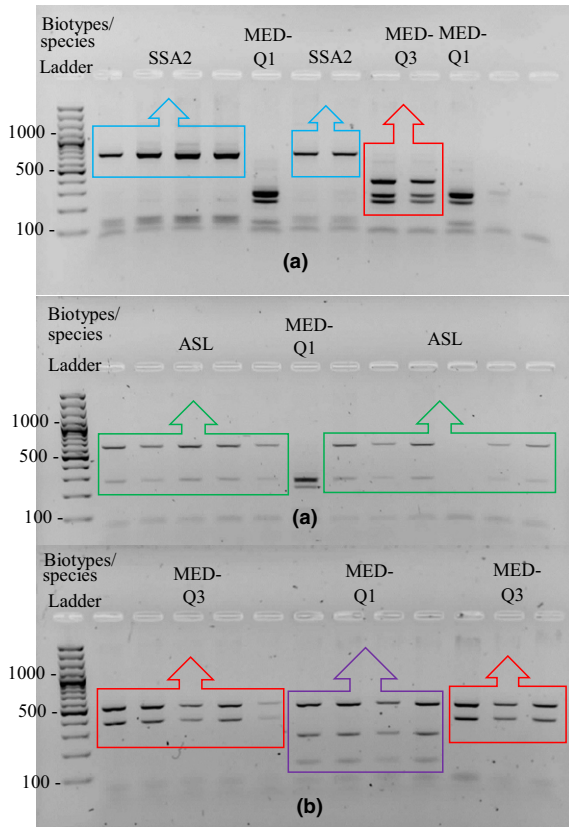 Biotypes/
species
SSA2
MED-
Q1
SSA2
MED-
Q3
MED-
Q1
Ladder
1000 -
500 -
100 -
(a)
Biotypes/
species
ASL
MED-
Q1
ASL
Ladder
1000 -
500 -
100 -
(a)
Biotypes/
species
MED-
Q3
MED-
Q1
MED-
Q3
Ladder
1000 -
500 -
100 -
(b)